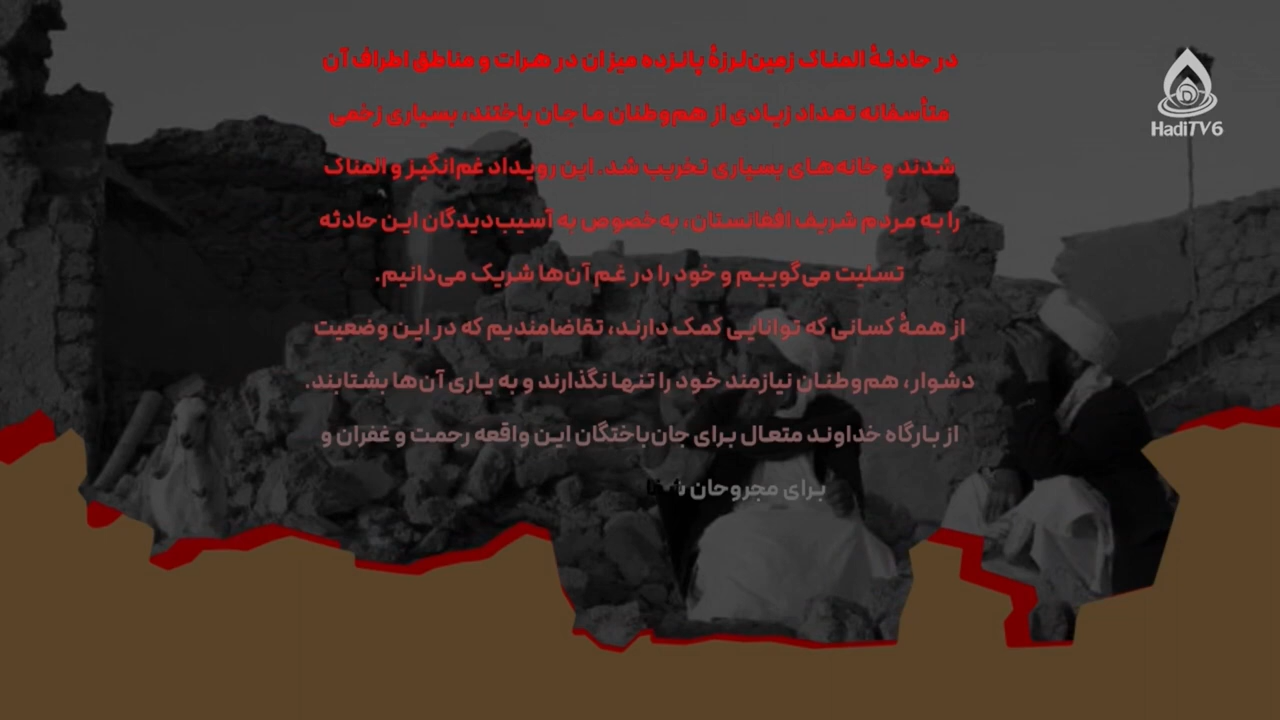 در حادثهٔ المناک زمین‌لرزهٔ پانزده میزان در هرات و مناطق اطراف آن
متأسفانه تعداد زیادی از هم‌وطنان ما جان باختند، بسیاری زخمی
شدند و خانه‌های بسیاری تخریب شد. این رویداد غم‌انگیز و المناک
را به مردم شریف افغانستان، به‌خصوص به آسیب‌دیدگان این حادثه
تسلیت می‌گوییم و خود را در غم آن‌ها شریک می‌دانیم.
از همهٔ کسانی که توانایی کمک دارند، تقاضامندیم که در این وضعیت
دشوار، هم‌وطنان نیازمند خود را تنها نگذارند و به یاری آن‌ها بشتابند.
از بارگاه خداوند متعال برای جان‌باختگان این واقعه رحمت و غفران و
برای مجروحان
HadiTV6